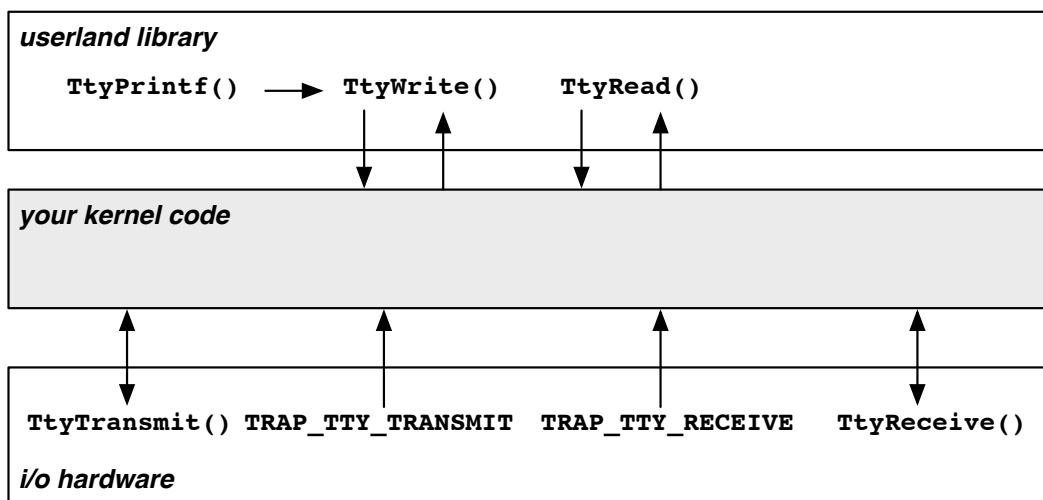 userland library
TtyPrintf() TtyWrite() TtyRead()
your kernel code
TtyTransmit() TRAP_TTY_TRANSMIT TRAP_TTY_RECEIVE TtyReceive()
i/o hardware